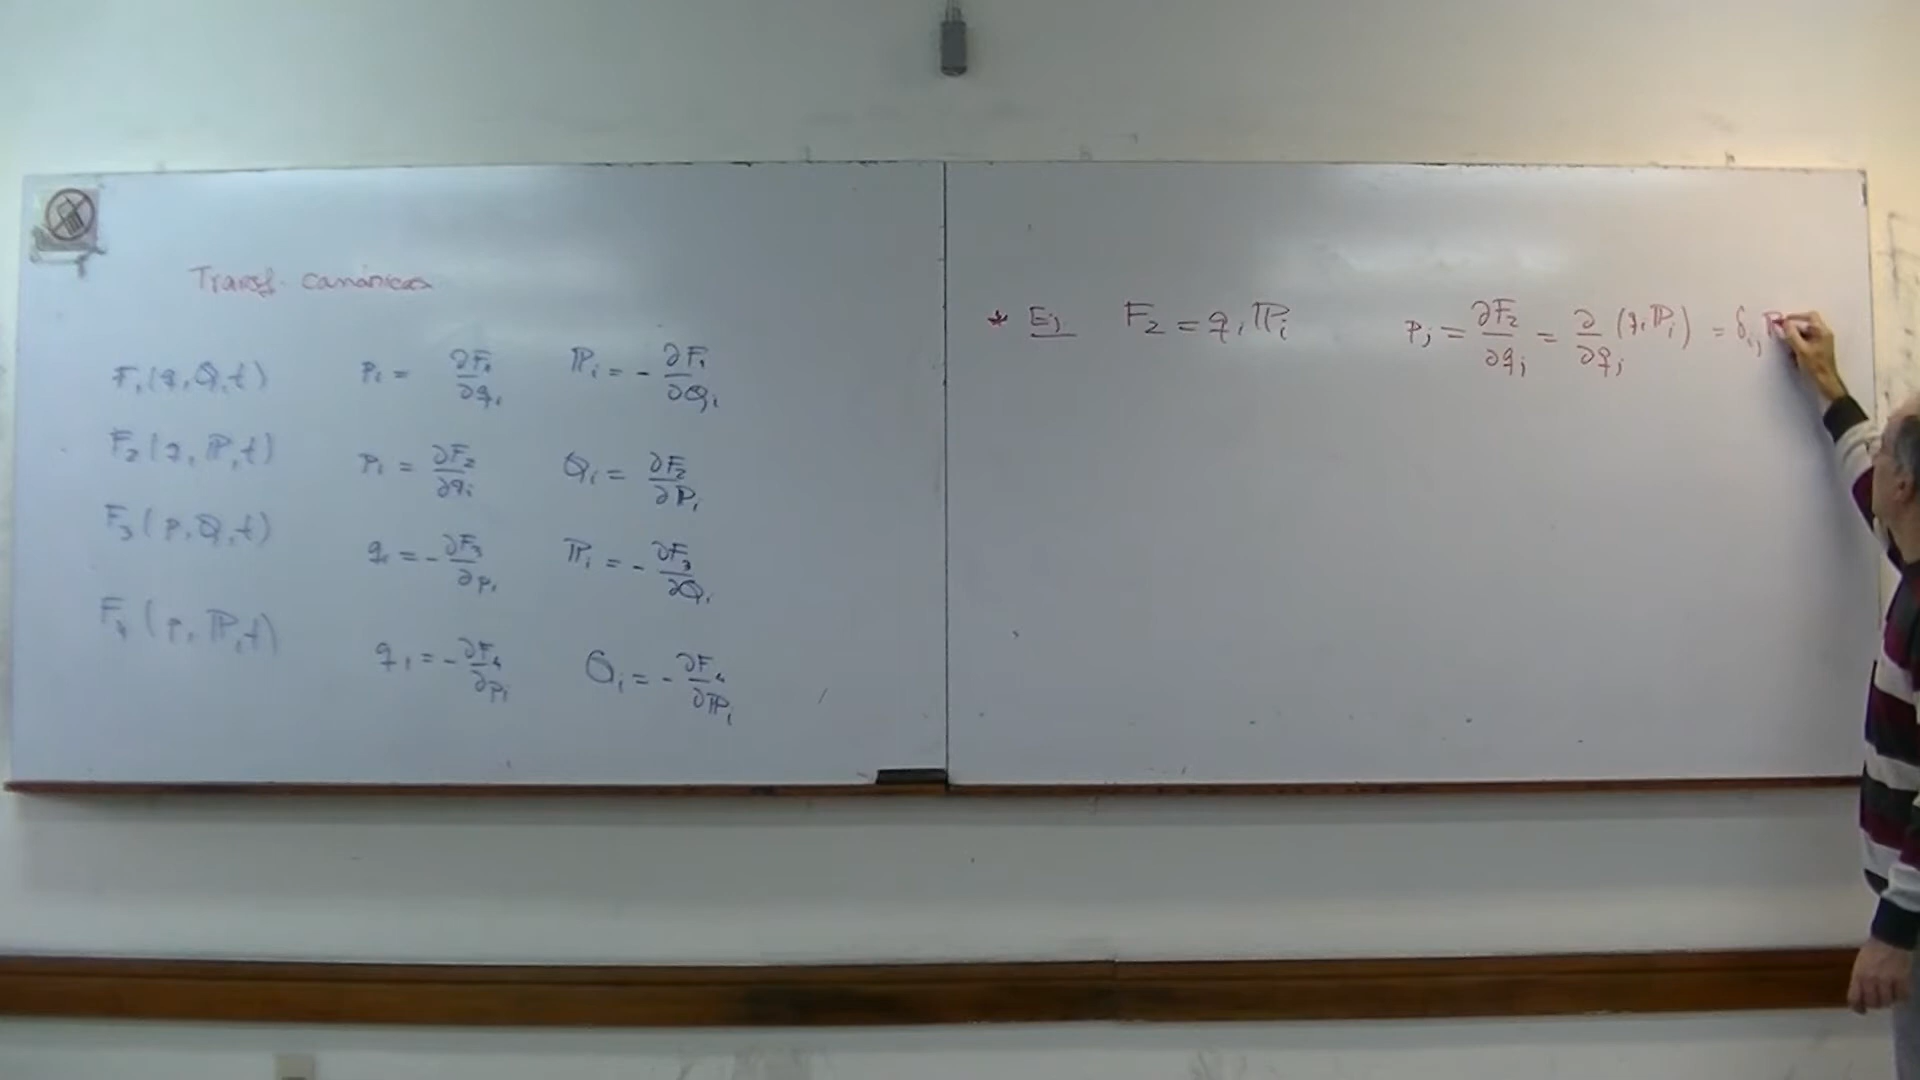 Transf. canónicas
F₁(q, Q, t) pᵢ = ∂F₁/∂qᵢ ℙᵢ = - ∂F₁/∂Qᵢ
F₂(q, ℙ, t) pᵢ = ∂F₂/∂qᵢ Qᵢ = ∂F₂/∂Pᵢ
F₃(p, Q, t) qᵢ = - ∂F₃/∂pᵢ ℙᵢ = - ∂F₃/∂Qᵢ
F₄(p, ℙ, t) qᵢ = - ∂F₄/∂pᵢ Qᵢ = - ∂F₄/∂ℙᵢ
* Ej F₂ = qᵢ ℙᵢ pⱼ = ∂F₂/∂qⱼ = ∂/∂qⱼ (qᵢ ℙᵢ) = δᵢⱼ ℙ